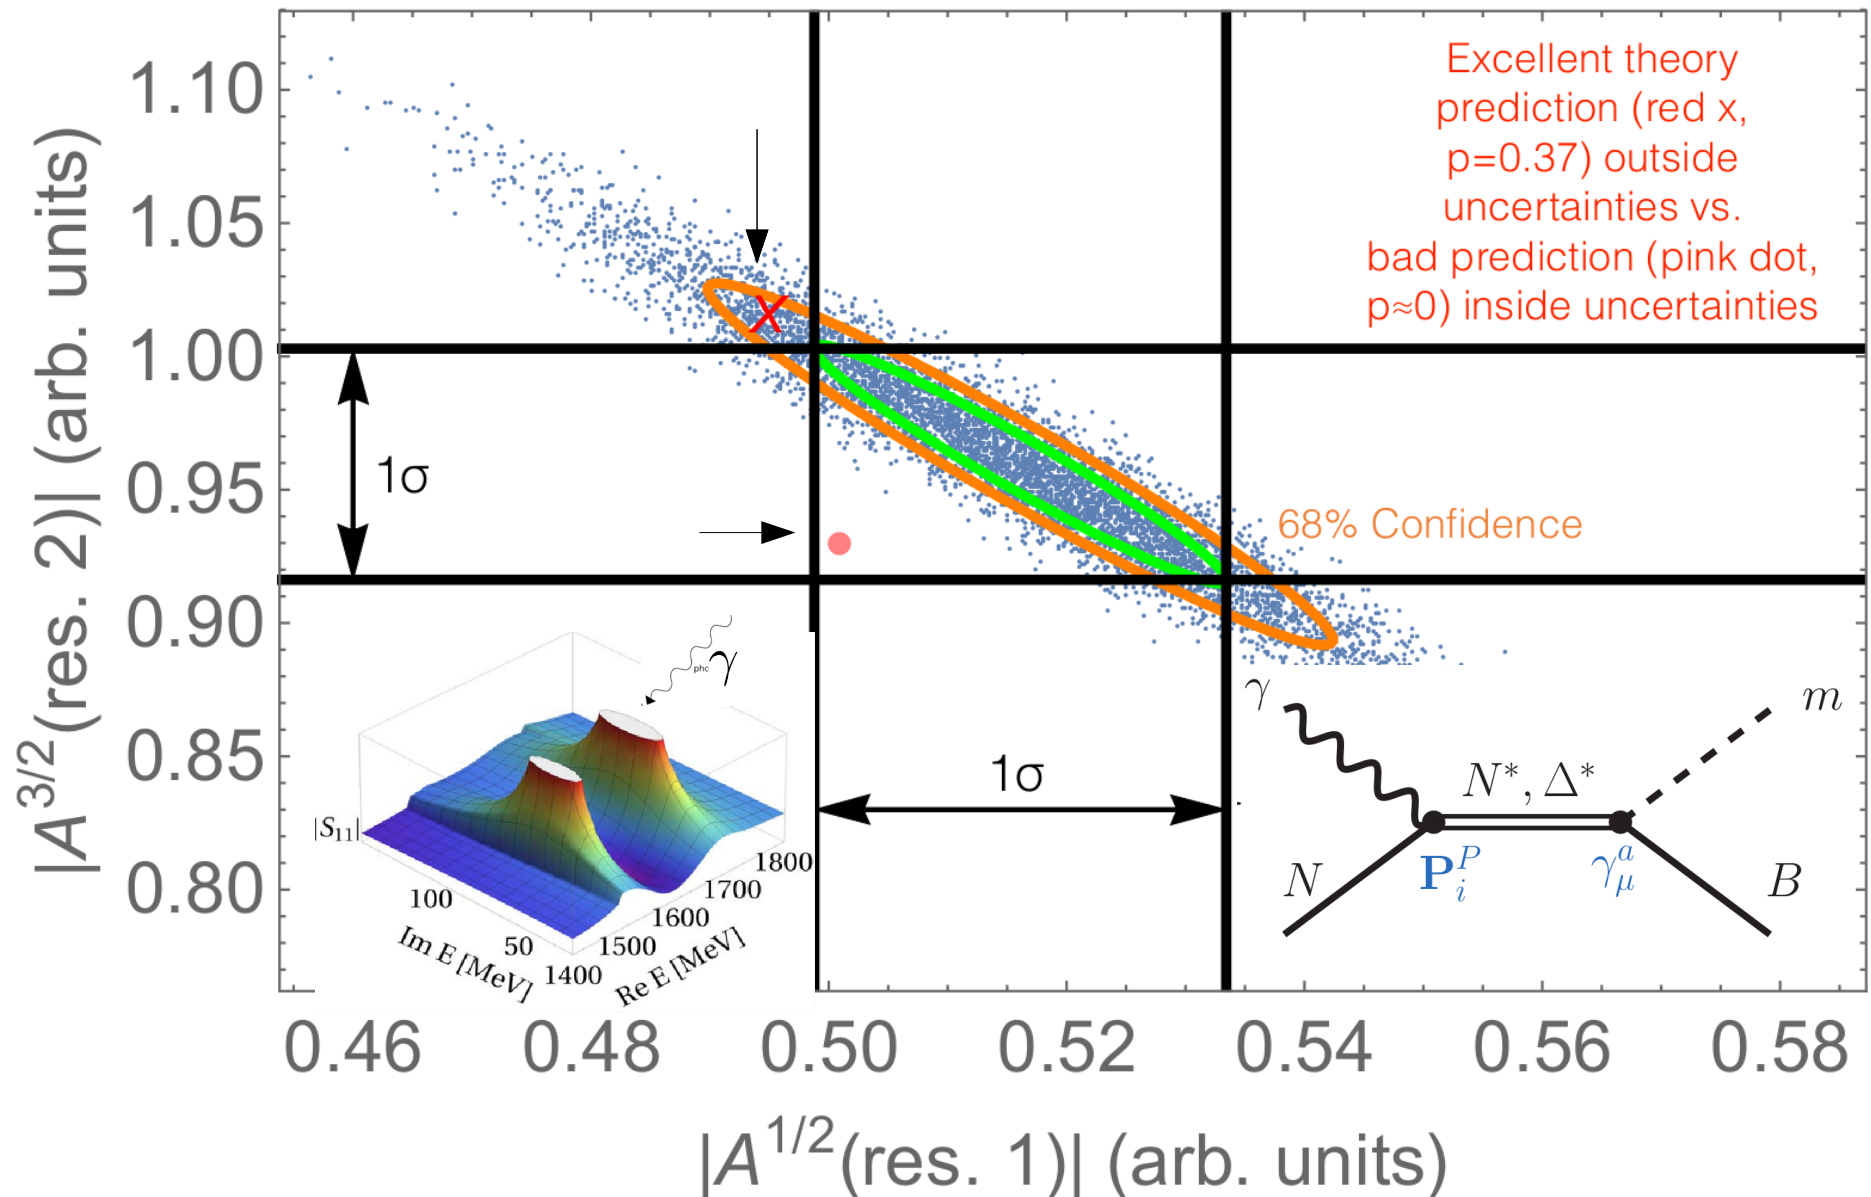 Excellent theory
prediction (red x,
p=0.37) outside
uncertainties vs.
bad prediction (pink dot,
p≈0) inside uncertainties
1.10
1.05
1.00
0.95
0.90
0.85
0.80
|A^{3/2}(res. 2)| (arb. units)
X
1σ
68% Confidence
phc γ
|S₁₁|
100
50
Im E [MeV]
1400
1500
1600
1700
1800
Re E [MeV]
1σ
γ
m
N*, Δ*
N
P_i^P
γ_μ^a
B
0.46 0.48 0.50 0.52 0.54 0.56 0.58
|A^{1/2}(res. 1)| (arb. units)